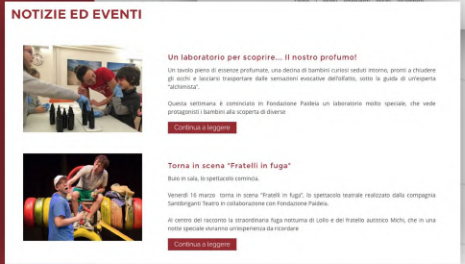 NOTIZIE ED EVENTI
Un laboratorio per scoprire... Il nostro profumo!
Un tavolo pieno di essenze profumate, una decina di bambini curiosi seduti intorno, pronti a chiudere
gli occhi e lasciarsi trasportare dalle sensazioni evocative dell'olfatto, sotto la guida di un'esperta
"alchimista".
Questa settimana è cominciato in Fondazione Paideia un laboratorio molto speciale, che vede
protagonisti i bambini alla scoperta di diverse
Continua a leggere
Torna in scena "Fratelli in fuga"
Buio in sala, lo spettacolo comincia.
Venerdì 16 marzo torna in scena "Fratelli in fuga", lo spettacolo teatrale realizzato dalla compagnia
Santibriganti Teatro in collaborazione con Fondazione Paideia.
Al centro del racconto la straordinaria fuga notturna di Lollo e del fratello autistico Michi, che in una
notte speciale vivranno un'esperienza da ricordare
Continua a leggere